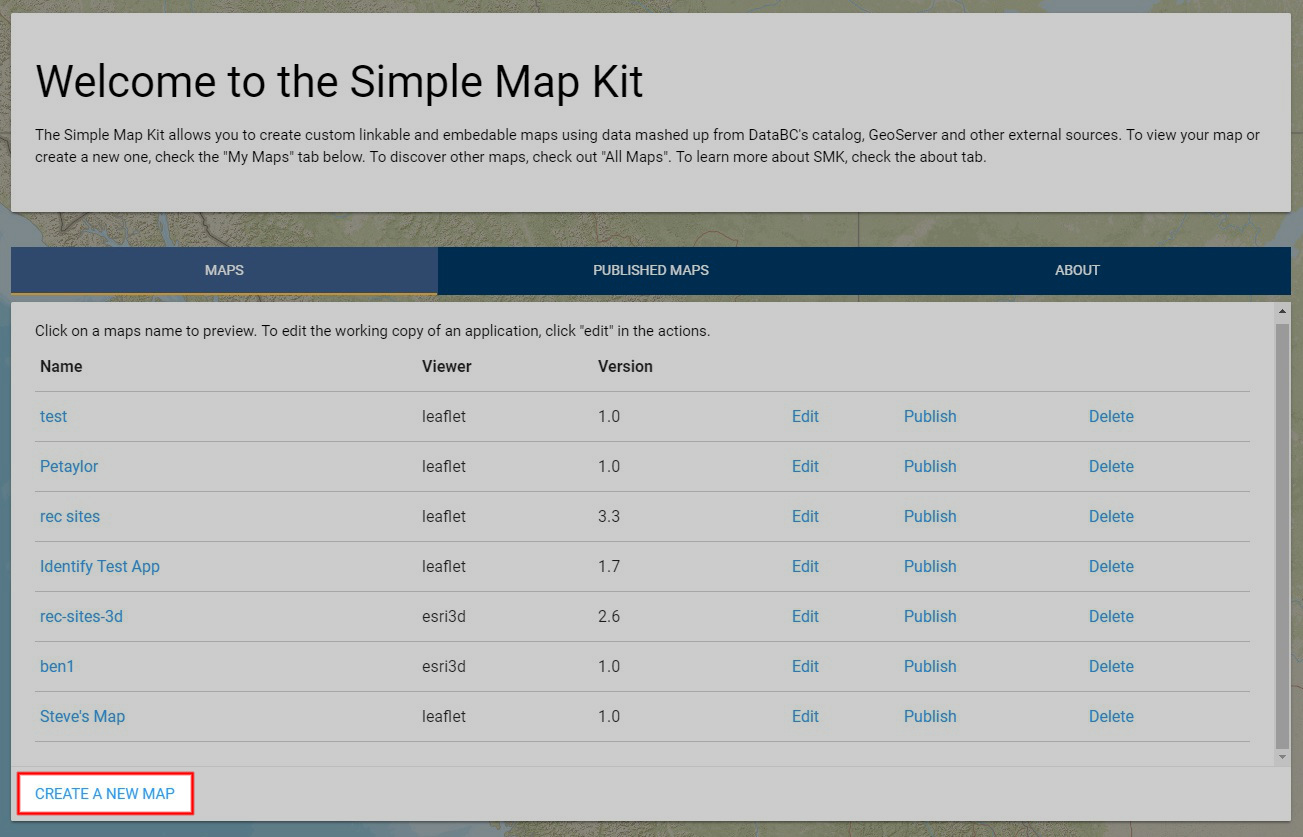 Welcome to the Simple Map Kit
The Simple Map Kit allows you to create custom linkable and embedable maps using data mashed up from DataBC's catalog, GeoServer and other external sources. To view your map or
create a new one, check the "My Maps" tab below. To discover other maps, check out "All Maps". To learn more about SMK, check the about tab.
MAPS PUBLISHED MAPS ABOUT
Click on a maps name to preview. To edit the working copy of an application, click "edit" in the actions.
Name Viewer Version
test leaflet 1.0 Edit Publish Delete
Petaylor leaflet 1.0 Edit Publish Delete
rec sites leaflet 3.3 Edit Publish Delete
Identify Test App leaflet 1.7 Edit Publish Delete
rec-sites-3d esri3d 2.6 Edit Publish Delete
ben1 esri3d 1.0 Edit Publish Delete
Steve's Map leaflet 1.0 Edit Publish Delete
CREATE A NEW MAP